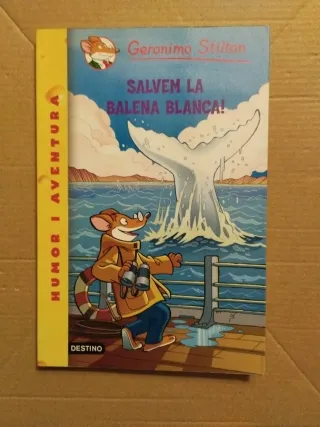 Geronimo Stilton
SALVEM LA
BALENA BLANCA!
HUMOR I AVENTURA
DESTINO